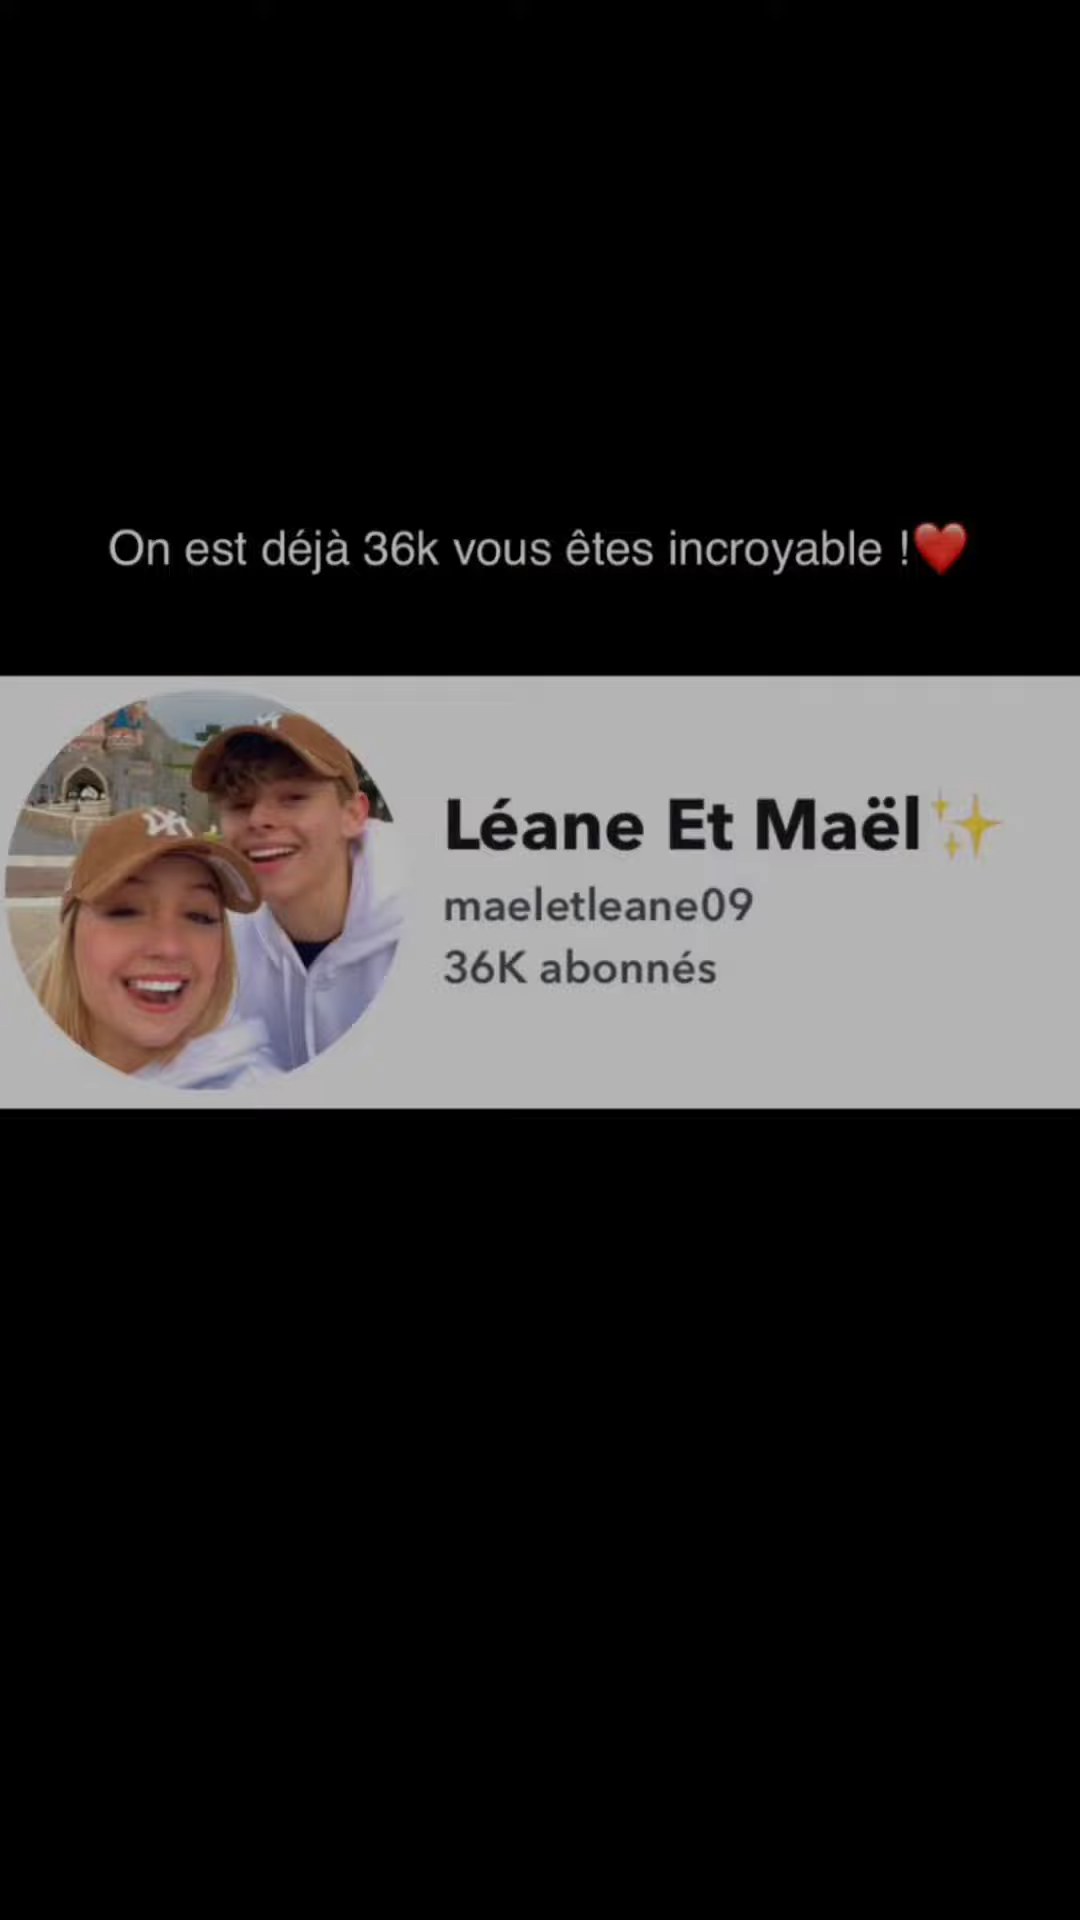 On est déjà 36k vous êtes incroyable !❤️
Léane Et Maël✨
maeletleane09
36K abonnés